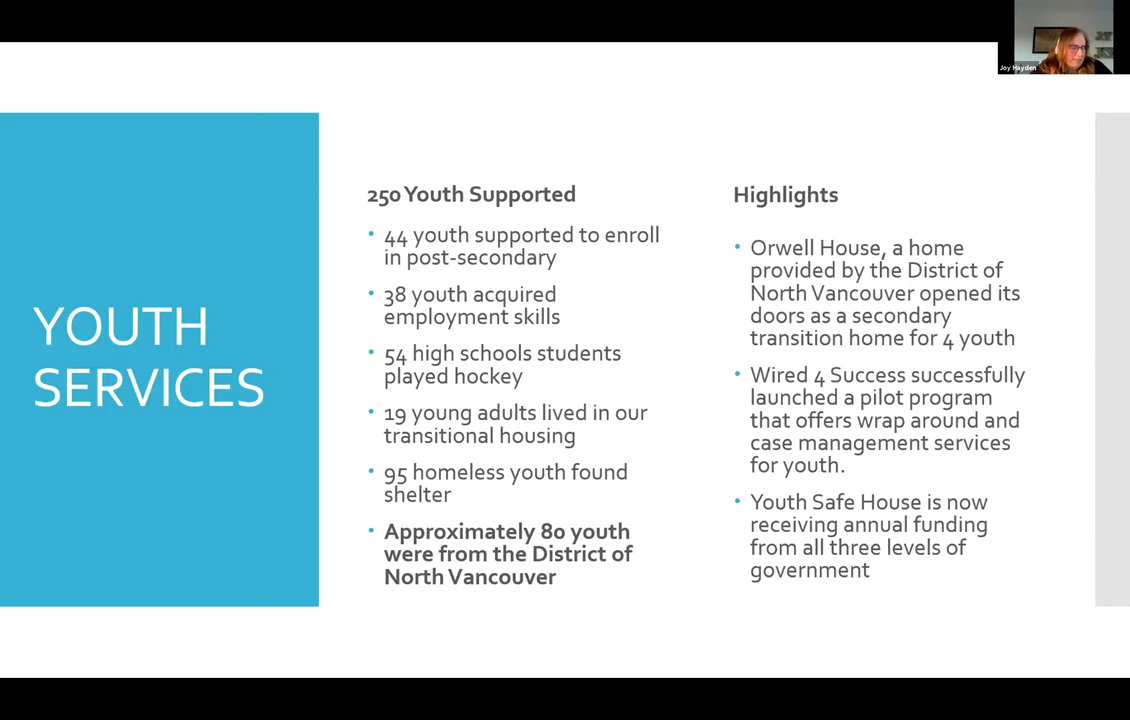 Joy Hayden
YOUTH
SERVICES
250 Youth Supported
• 44 youth supported to enroll
in post-secondary
• 38 youth acquired
employment skills
• 54 high schools students
played hockey
• 19 young adults lived in our
transitional housing
• 95 homeless youth found
shelter
• Approximately 80 youth
were from the District of
North Vancouver
Highlights
• Orwell House, a home
provided by the District of
North Vancouver opened its
doors as a secondary
transition home for 4 youth
• Wired 4 Success successfully
launched a pilot program
that offers wrap around and
case management services
for youth.
• Youth Safe House is now
receiving annual funding
from all three levels of
government